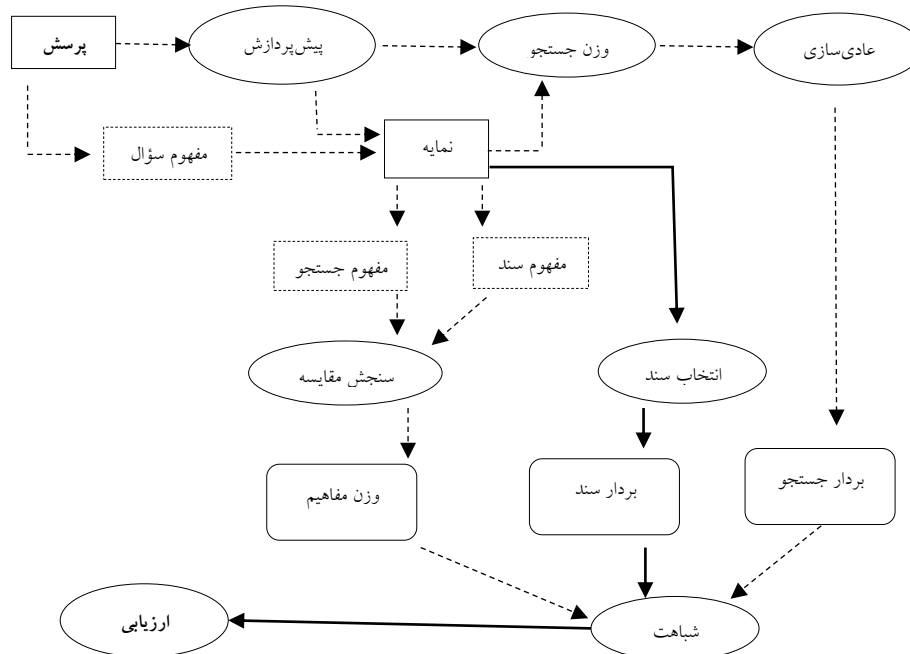 پرسش
پیش‌پردازش
وزن جستجو
عادی‌سازی
مفهوم سؤال
نمایه
مفهوم جستجو
مفهوم سند
سنجش مقایسه
انتخاب سند
وزن مفاهیم
بردار سند
بردار جستجو
ارزیابی
شباهت